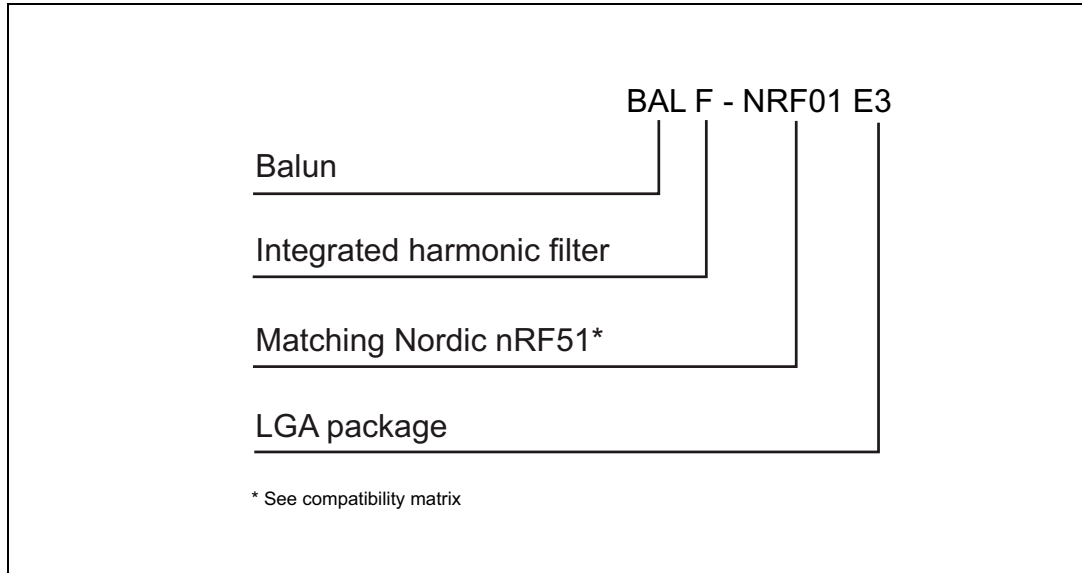 BAL F - NRF01 E3
Balun
Integrated harmonic filter
Matching Nordic nRF51*
LGA package
* See compatibility matrix